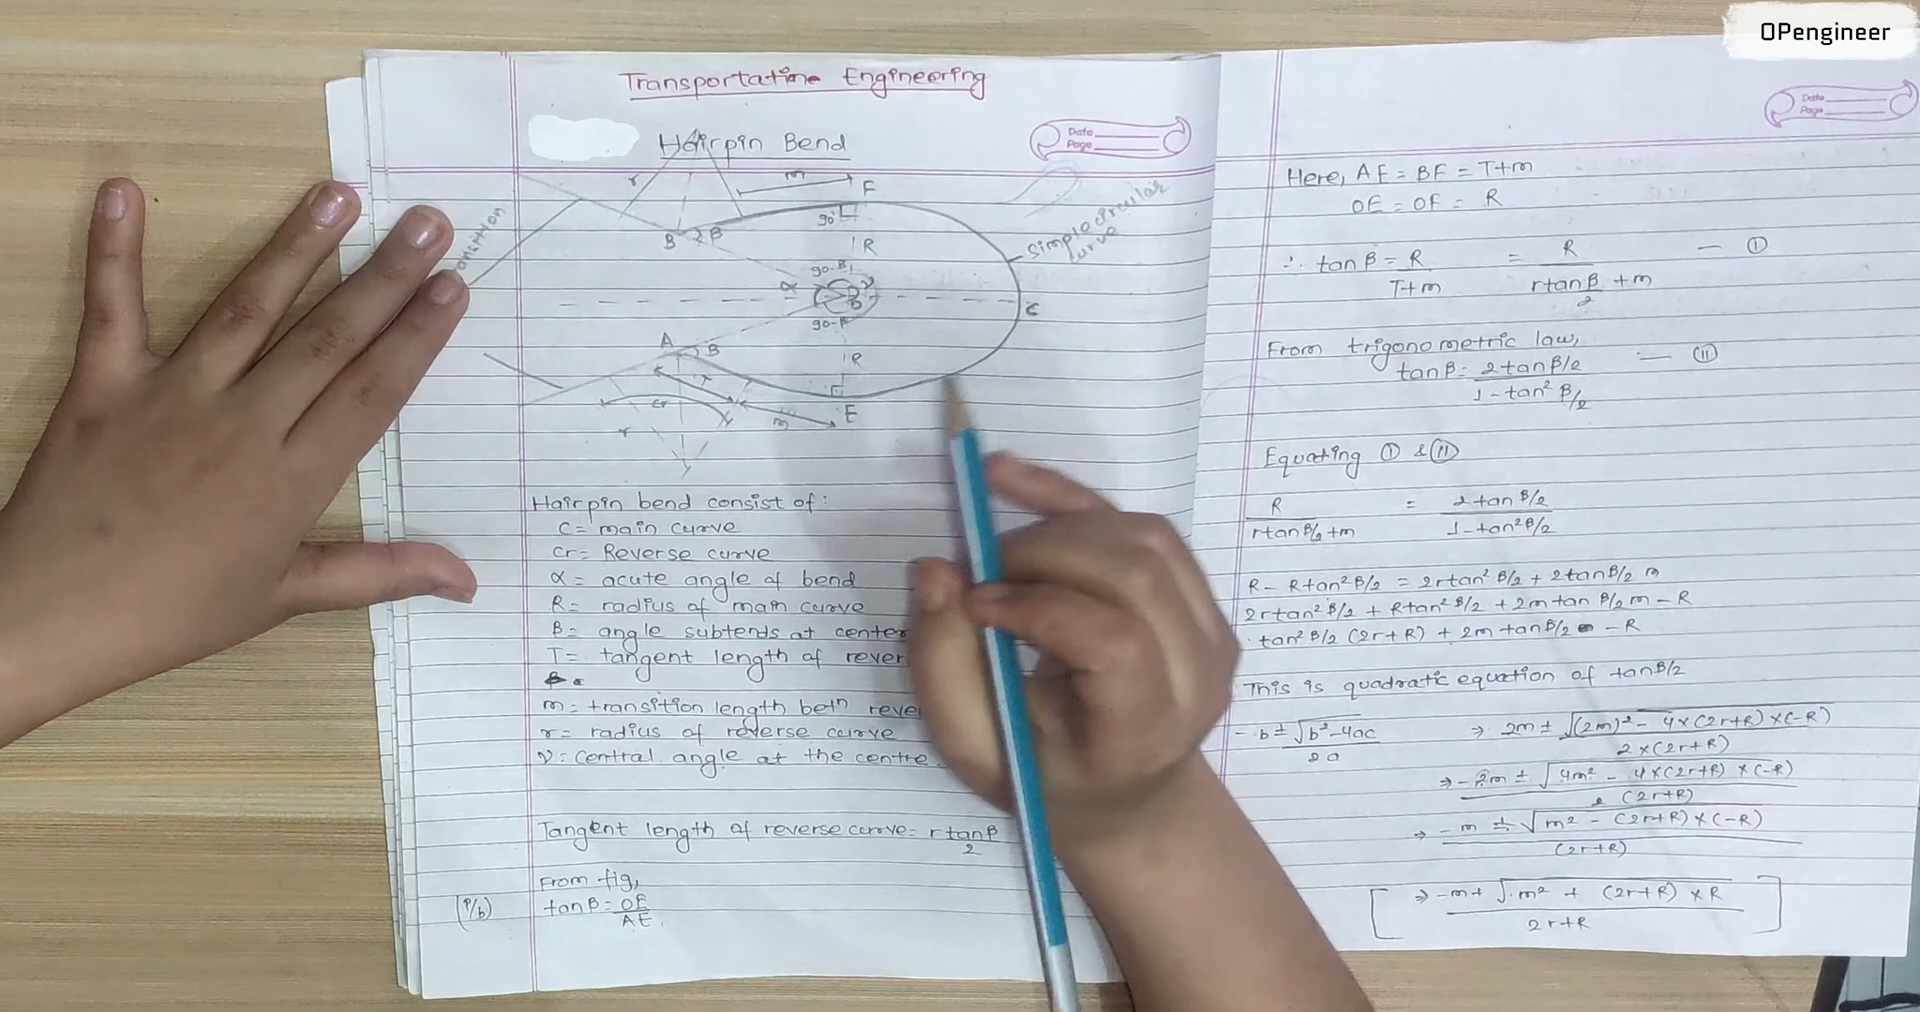 OPengineer
Transportation Engineering
Hairpin Bend
Date
Page
Date
Page
r
m
F
90°
B
β
R
Simple circular
curve
90-β
α
ν
O
C
90-β
A
β
R
T
E
cr
m
r
Hairpin bend consist of:
C = main curve
Cr = Reverse curve
α = acute angle of bend
R = radius of main curve
β = angle subtends at center
T = tangent length of
m = transition length betn
r = radius of reverse curve
ν = Central angle at the centre.
Tangent length of reverse curve = r tan β
2
From fig,
(P/b)
tan β = OE
AE.
Here, AE = BF = T+m
OE = OF = R
∴ tan β = R = R — (I)
T+m r tan β + m
2
From trigonometric law,
tan β = 2 tan β/2 — (II)
1 - tan² β/2
Equating (I) & (II)
R = 2 tan β/2
r tan β/2 + m 1 - tan² β/2
R - R tan² β/2 = 2r tan² β/2 + 2 tan β/2 m
2r tan² β/2 + R tan² β/2 + 2m tan β/2 m - R
tan² β/2 (2r+R) + 2m tan β/2 - R
This is quadratic equation of tan β/2
- b ± √b² - 4ac ⇒ 2m ± √(2m)² - 4×(2r+R)×(-R)
2a 2×(2r+R)
⇒ -2m ± √4m² - 4×(2r+R)×(-R)
2 (2r+R)
⇒ -m ± √m² - (2r+R)×(-R)
(2r+R)
⇒ -m + √m² + (2r+R)×R
2r+R